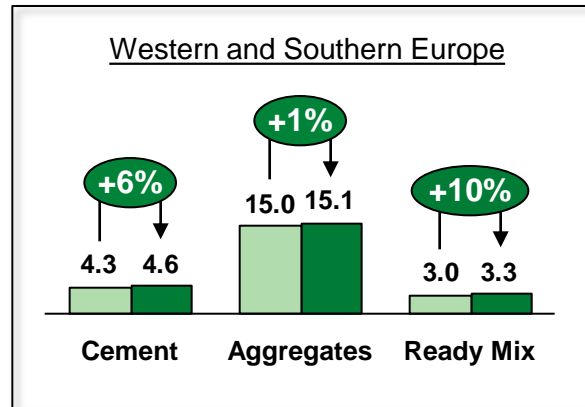 Western and Southern Europe
+6% +1% +10%
4.3 4.6 15.0 15.1 3.0 3.3
Cement Aggregates Ready Mix